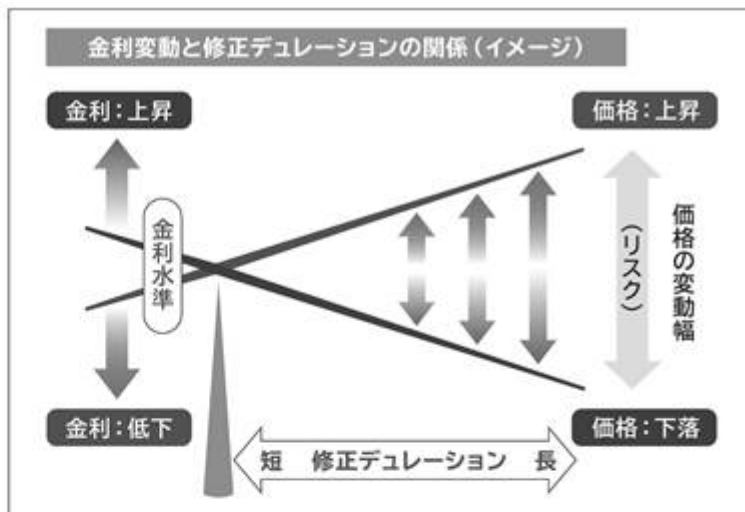 金利変動と修正デュレーションの関係（イメージ）
金利：上昇
価格：上昇
金利水準
（リスク）
価格の変動幅
金利：低下
価格：下落
短 修正デュレーション 長